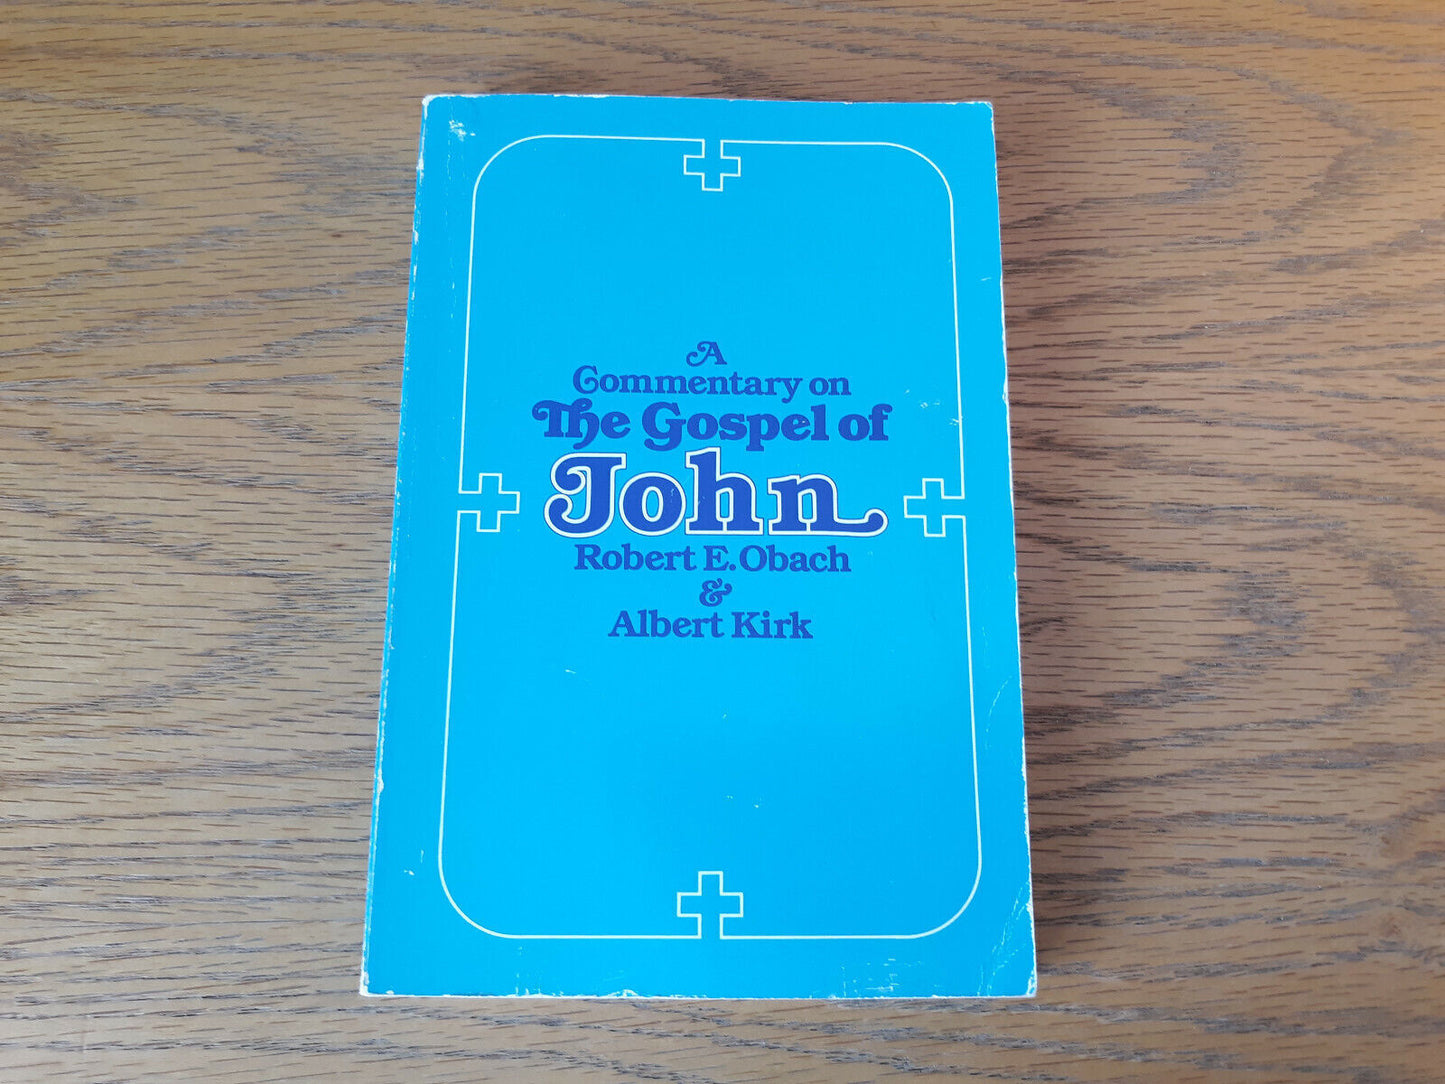 A
Commentary on
The Gospel of
John
Robert E. Obach
&
Albert Kirk